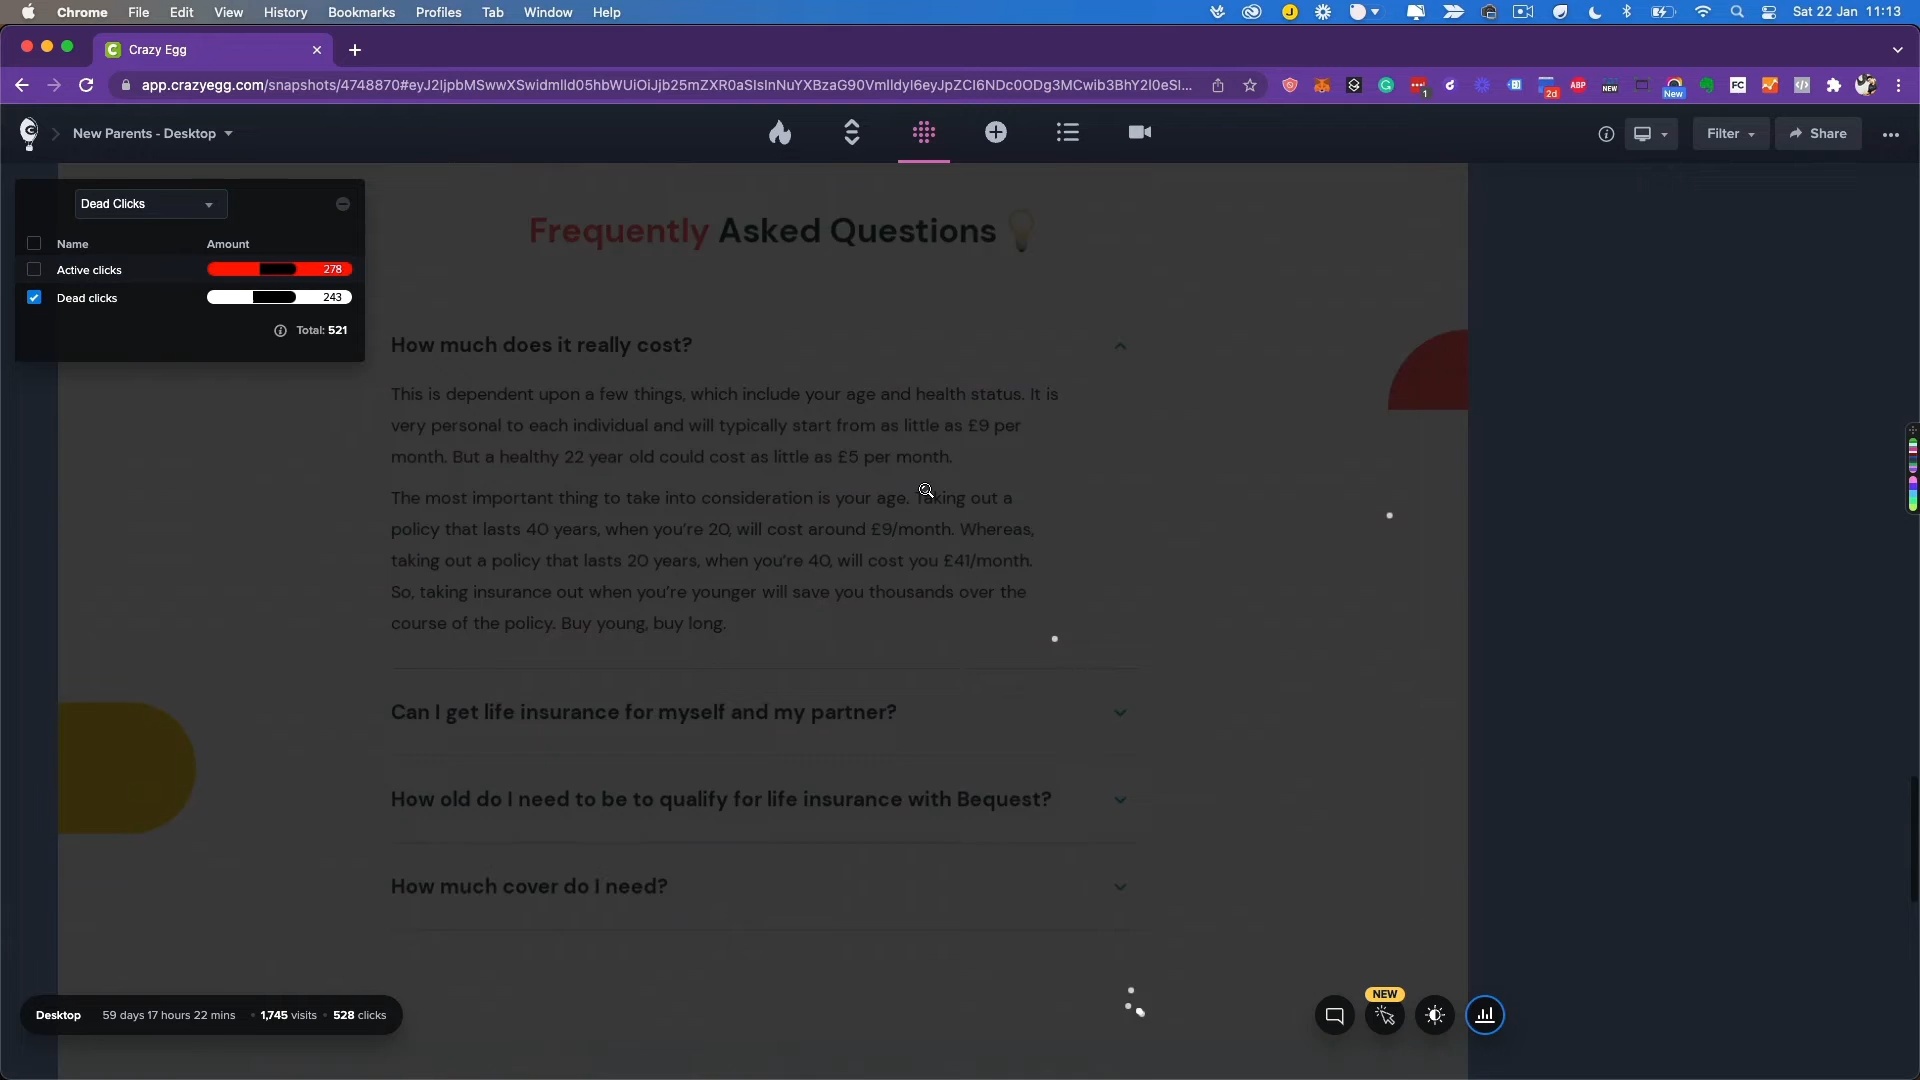 Chrome File Edit View History Bookmarks Profiles Tab Window Help Sat 22 Jan 11:13
Crazy Egg
app.crazyegg.com/snapshots/4748870#eyJ2IjpbMSwwXSwidmlld05hbWUiOiJjb25mZXR0aSIsInNuYXBzaG90VmlldyI6eyJpZCI6NDc0ODg3MCwib3BhY2l0eSI...
New Parents - Desktop Filter Share
Dead Clicks
Name Amount
Active clicks 278
Dead clicks 243
Total: 521
Frequently Asked Questions
How much does it really cost?
This is dependent upon a few things, which include your age and health status. It is
very personal to each individual and will typically start from as little as £9 per
month. But a healthy 22 year old could cost as little as £5 per month.
The most important thing to take into consideration is your age. Taking out a
policy that lasts 40 years, when you're 20, will cost around £9/month. Whereas,
taking out a policy that lasts 20 years, when you're 40, will cost you £41/month.
So, taking insurance out when you're younger will save you thousands over the
course of the policy. Buy young, buy long.
Can I get life insurance for myself and my partner?
How old do I need to be to qualify for life insurance with Bequest?
How much cover do I need?
NEW
Desktop 59 days 17 hours 22 mins • 1,745 visits • 528 clicks